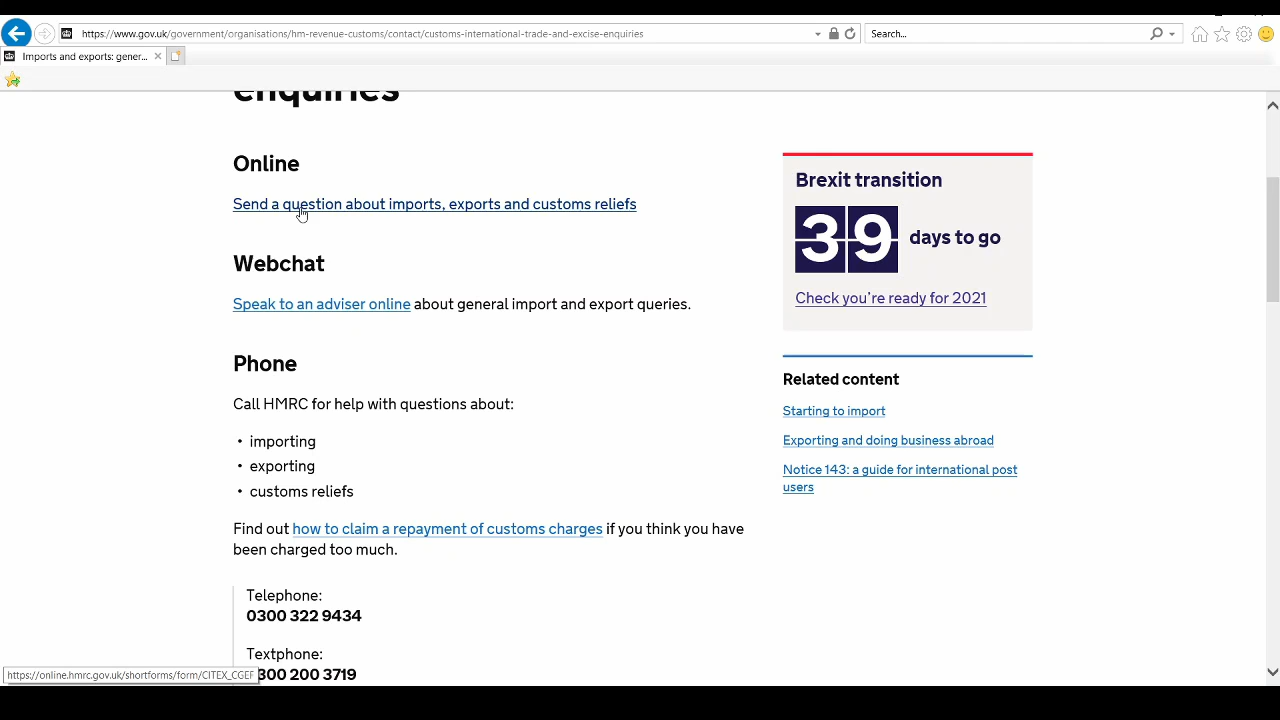 https://www.gov.uk/government/organisations/hm-revenue-customs/contact/customs-international-trade-and-excise-enquiries
Search...
Imports and exports: gener...
enquiries
Online
Send a question about imports, exports and customs reliefs
Webchat
Speak to an adviser online about general import and export queries.
Phone
Call HMRC for help with questions about:
• importing
• exporting
• customs reliefs
Find out how to claim a repayment of customs charges if you think you have
been charged too much.
Telephone:
0300 322 9434
Textphone:
300 200 3719
Brexit transition
39 days to go
Check you're ready for 2021
Related content
Starting to import
Exporting and doing business abroad
Notice 143: a guide for international post
users
https://online.hmrc.gov.uk/shortforms/form/CITEX_CGEF